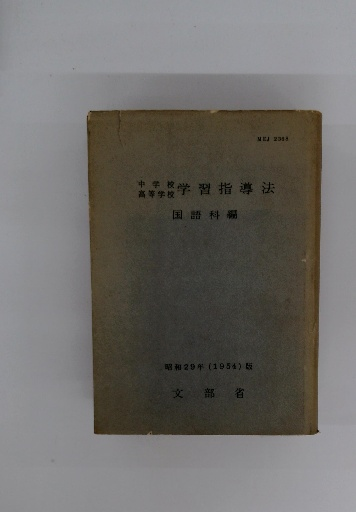 MEJ
中学校
高等学校
学習指導法
国語科編
昭和29年(1954)版
文部省